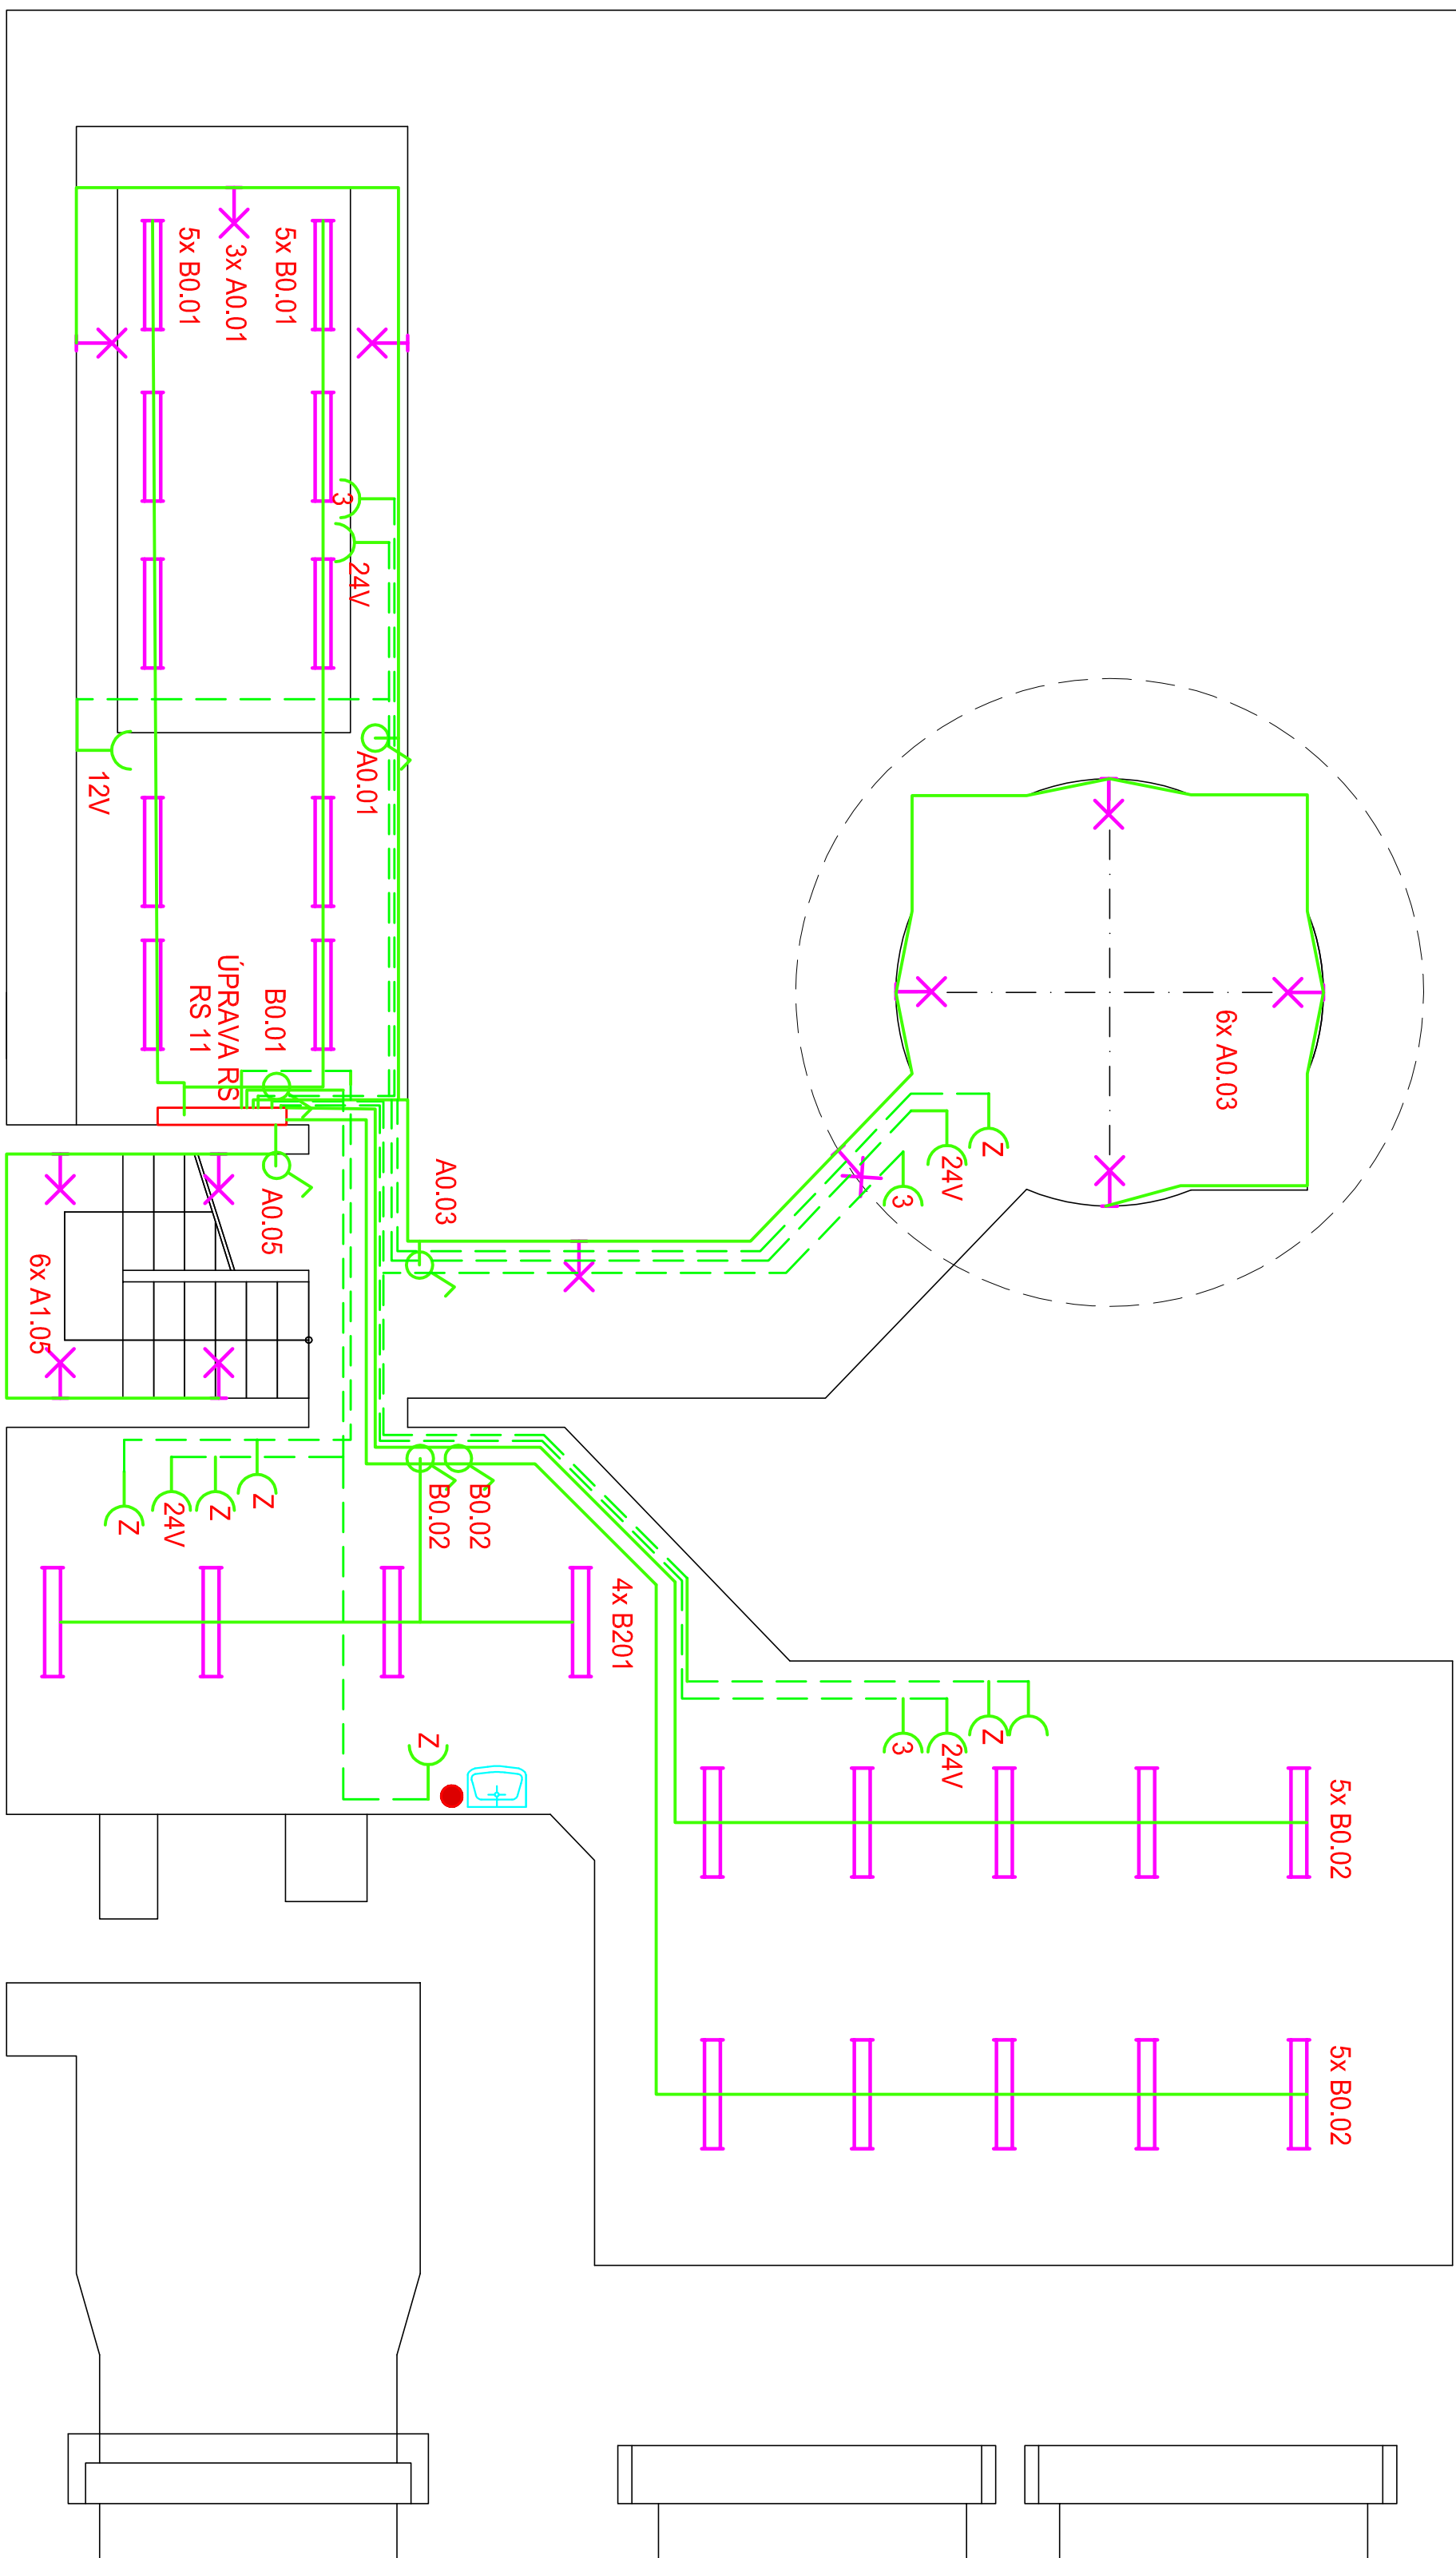 5x B0.01
3x A0.01
5x B0.01
3
24V
12V
A0.01
6x A0.03
B0.01
ÚPRAVA RS
RS 11
A0.03
A0.05
6x A1.05
Z
24V
3
B0.02
B0.02
Z
Z
24V
Z
4x B201
Z
Z
24V
3
5x B0.02
5x B0.02